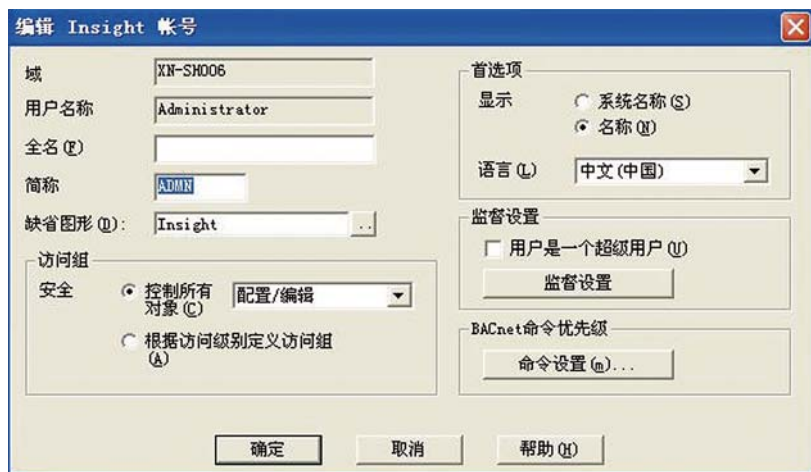 编辑 Insight 帐号
域
XN-SH006
用户名称
Administrator
全名(F)
简称
ADMN
缺省图形(D):
Insight
..
访问组
安全
控制所有
对象(C)
配置/编辑
根据访问级别定义访问组
(A)
首选项
显示
系统名称(S)
名称(N)
语言(L)
中文(中国)
监督设置
用户是一个超级用户(U)
监督设置
BACnet命令优先级
命令设置(m)...
确定
取消
帮助(H)